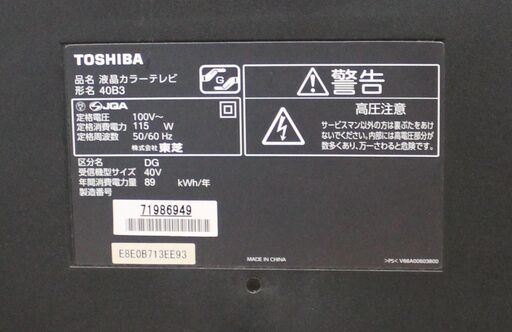 TOSHIBA
品名 液晶カラーテレビ
形名 40B3
G
JQA
定格電圧: 100V～
定格消費電力: 115 W
定格周波数: 50/60 Hz
株式会社 東芝
区分名 DG
受信機型サイズ: 40V
年間消費電力量: 89 kWh/年
製造番号
71986949
E8E0B713EE93
警告
高圧注意
サービスマン以外の方は裏ぶたをあけ
ないでください。内部には高電圧部分が
数多くあり、万一さわると危険です。
MADE IN CHINA
>PS< V66A00603800